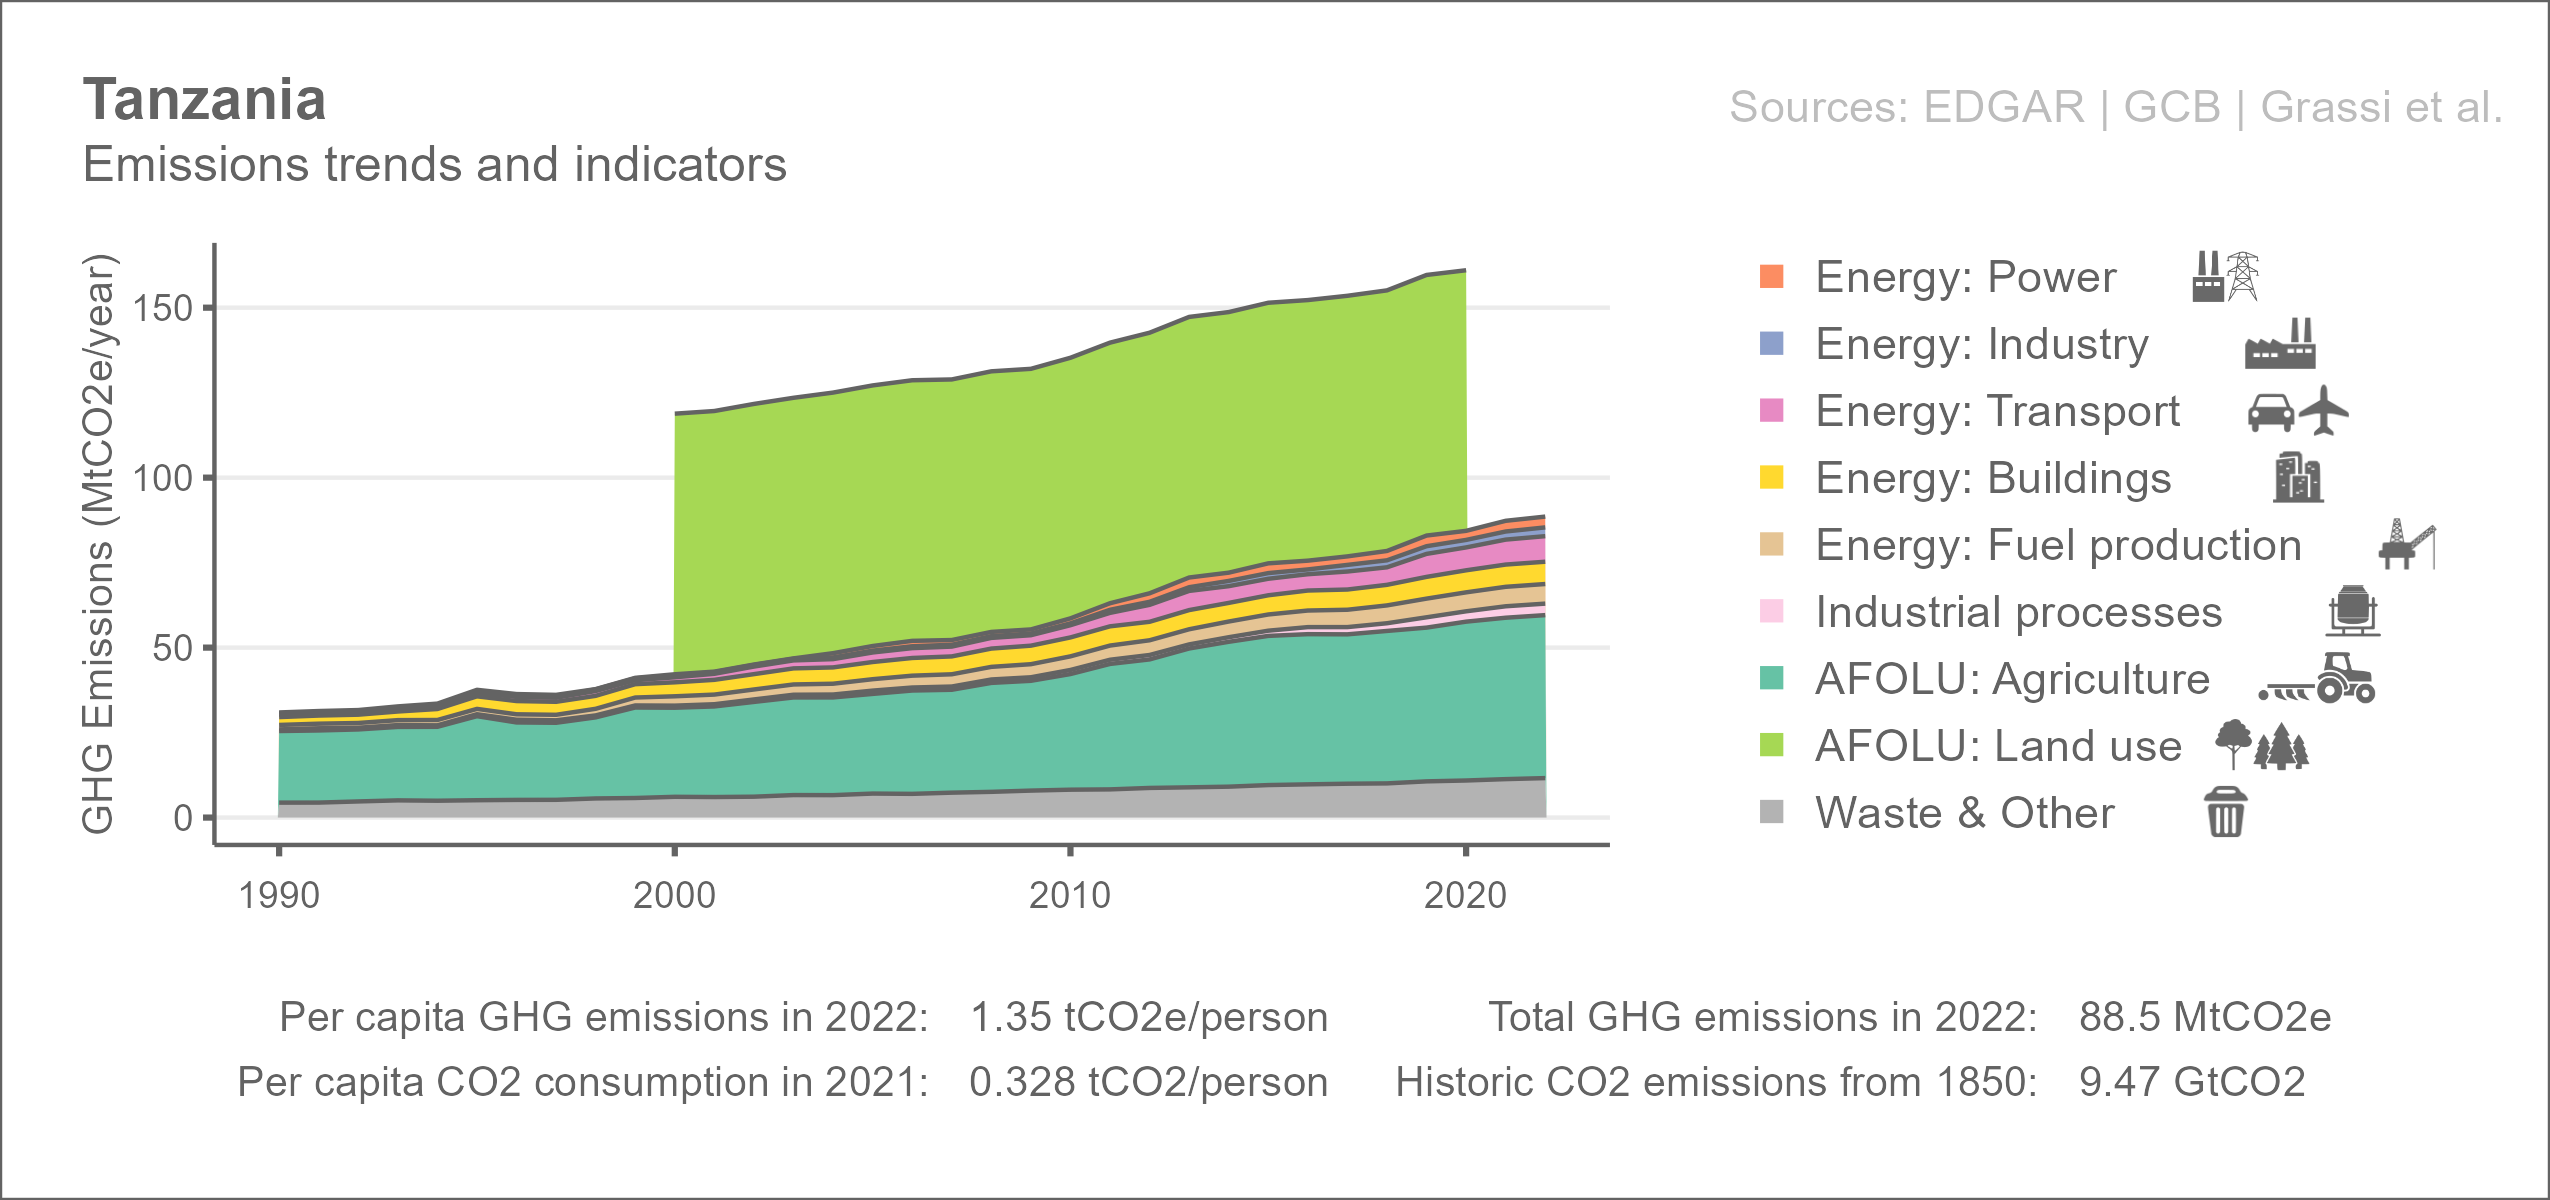 Tanzania
Sources: EDGAR | GCB | Grassi et al.
Emissions trends and indicators
GHG Emissions (MtCO2e/year)
150
100
50
0
1990
2000
2010
2020
Energy: Power
Energy: Industry
Energy: Transport
Energy: Buildings
Energy: Fuel production
Industrial processes
AFOLU: Agriculture
AFOLU: Land use
Waste & Other
Per capita GHG emissions in 2022: 1.35 tCO2e/person
Total GHG emissions in 2022: 88.5 MtCO2e
Per capita CO2 consumption in 2021: 0.328 tCO2/person
Historic CO2 emissions from 1850: 9.47 GtCO2